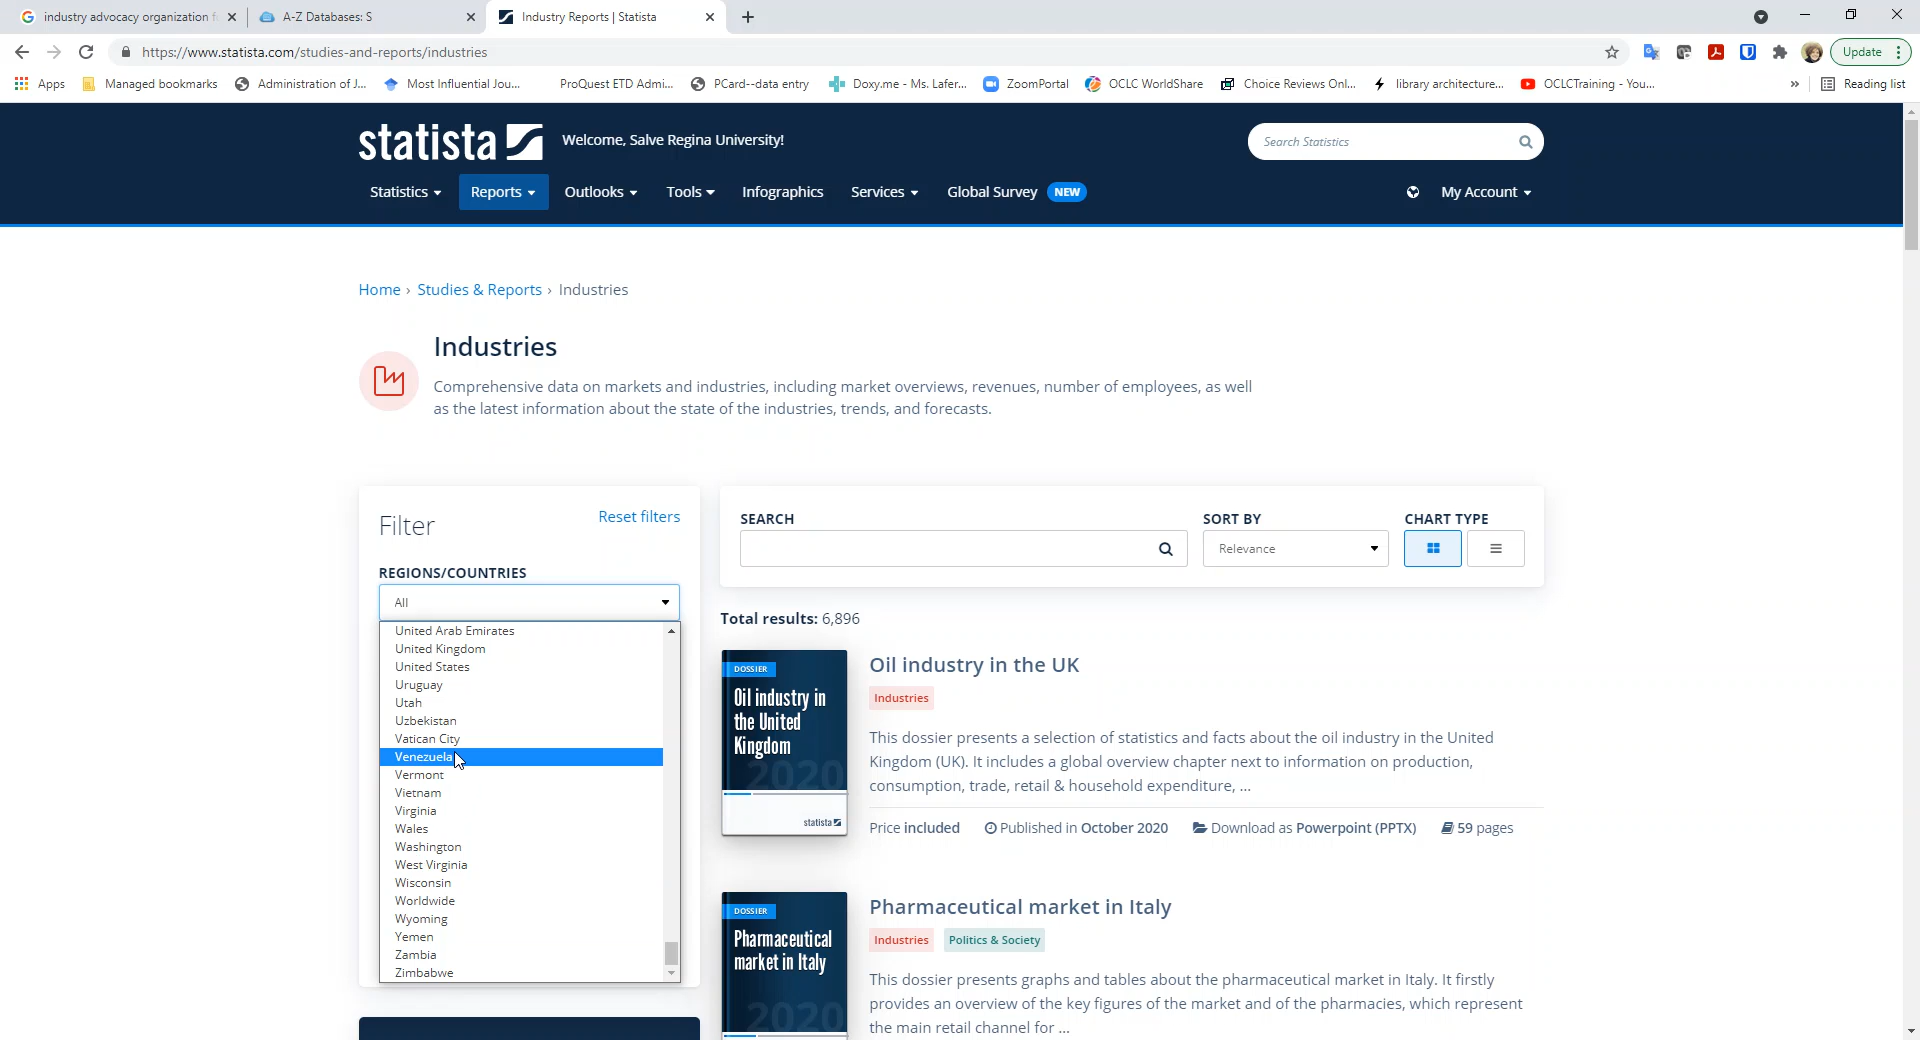 industry advocacy organization f
A-Z Databases: S
Industry Reports | Statista
https://www.statista.com/studies-and-reports/industries
Update
Apps
Managed bookmarks
Administration of J...
Most Influential Jou...
ProQuest ETD Admi...
PCard--data entry
Doxy.me - Ms. Lafer...
ZoomPortal
OCLC WorldShare
Choice Reviews Onl...
library architecture...
OCLCTraining - You...
»
Reading list
statista
Welcome, Salve Regina University!
Search Statistics
Statistics
Reports
Outlooks
Tools
Infographics
Services
Global Survey
NEW
My Account
Home › Studies & Reports › Industries
Industries
Comprehensive data on markets and industries, including market overviews, revenues, number of employees, as well
as the latest information about the state of the industries, trends, and forecasts.
Filter
Reset filters
REGIONS/COUNTRIES
All
United Arab Emirates
United Kingdom
United States
Uruguay
Utah
Uzbekistan
Vatican City
Venezuela
Vermont
Vietnam
Virginia
Wales
Washington
West Virginia
Wisconsin
Worldwide
Wyoming
Yemen
Zambia
Zimbabwe
SEARCH
SORT BY
Relevance
CHART TYPE
Total results: 6,896
DOSSIER
Oil industry in
the United
Kingdom
2020
statista
Oil industry in the UK
Industries
This dossier presents a selection of statistics and facts about the oil industry in the United
Kingdom (UK). It includes a global overview chapter next to information on production,
consumption, trade, retail & household expenditure, ...
Price included
Published in October 2020
Download as Powerpoint (PPTX)
59 pages
DOSSIER
Pharmaceutical
market in Italy
2020
Pharmaceutical market in Italy
Industries
Politics & Society
This dossier presents graphs and tables about the pharmaceutical market in Italy. It firstly
provides an overview of the key figures of the market and of the pharmacies, which represent
the main retail channel for ...